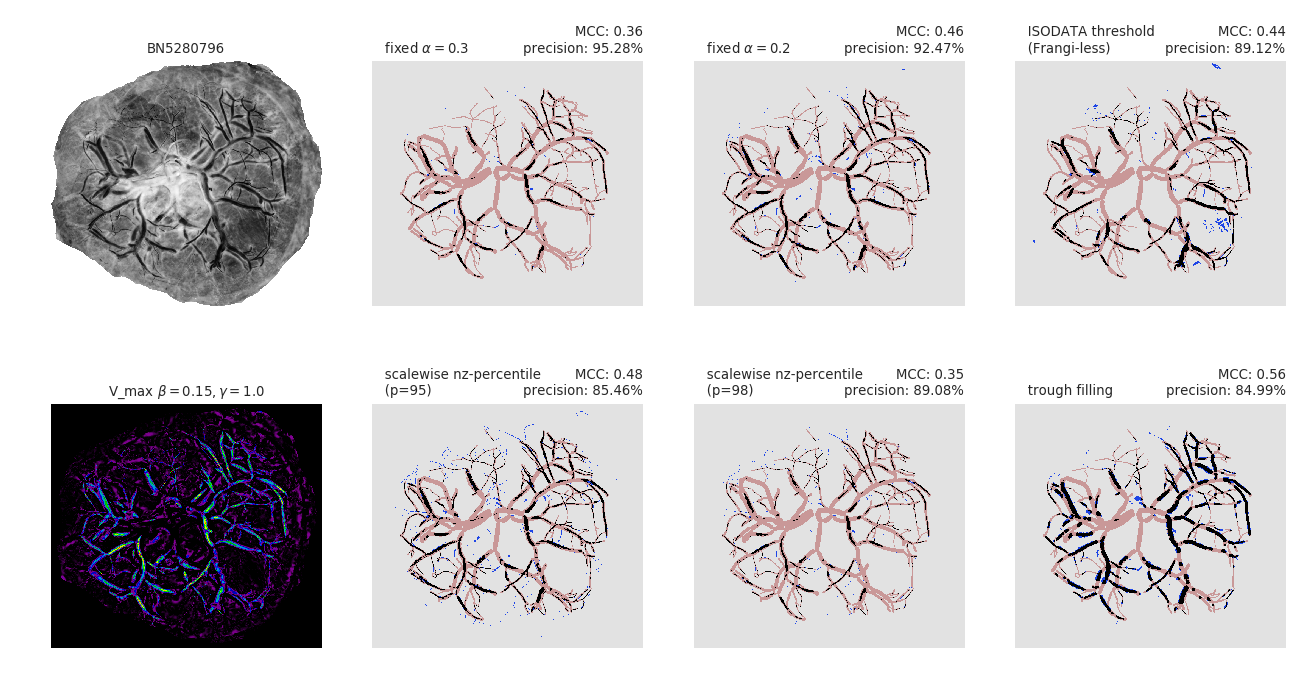 BN5280796
MCC: 0.36
fixed α = 0.3 precision: 95.28%
MCC: 0.46
fixed α = 0.2 precision: 92.47%
ISODATA threshold MCC: 0.44
(Frangi-less) precision: 89.12%
V_max β = 0.15, γ = 1.0
scalewise nz-percentile MCC: 0.48
(p=95) precision: 85.46%
scalewise nz-percentile MCC: 0.35
(p=98) precision: 89.08%
MCC: 0.56
trough filling precision: 84.99%